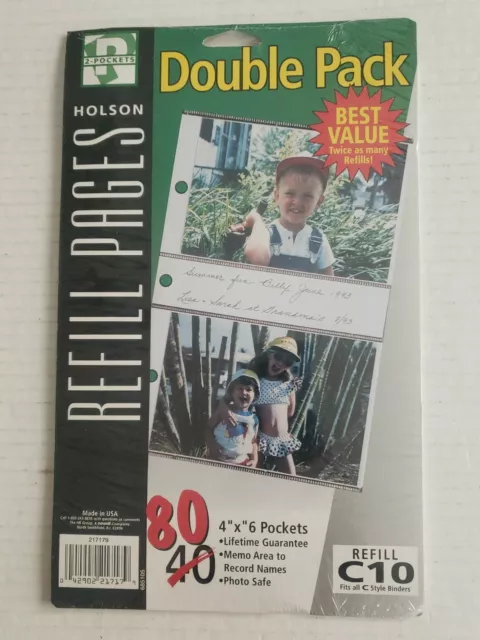 R
2-POCKETS
HOLSON
REFILL PAGES
Double Pack
BEST
VALUE
Twice as many
Refills!
Summer fun Billy June 1993
Lisa & Sarah at Grandma's 8/93
Made in USA
217179
80
40
4"x"6 Pockets
•Lifetime Guarantee
•Memo Area to
Record Names
•Photo Safe
REFILL
C10
Fits all C Style Binders